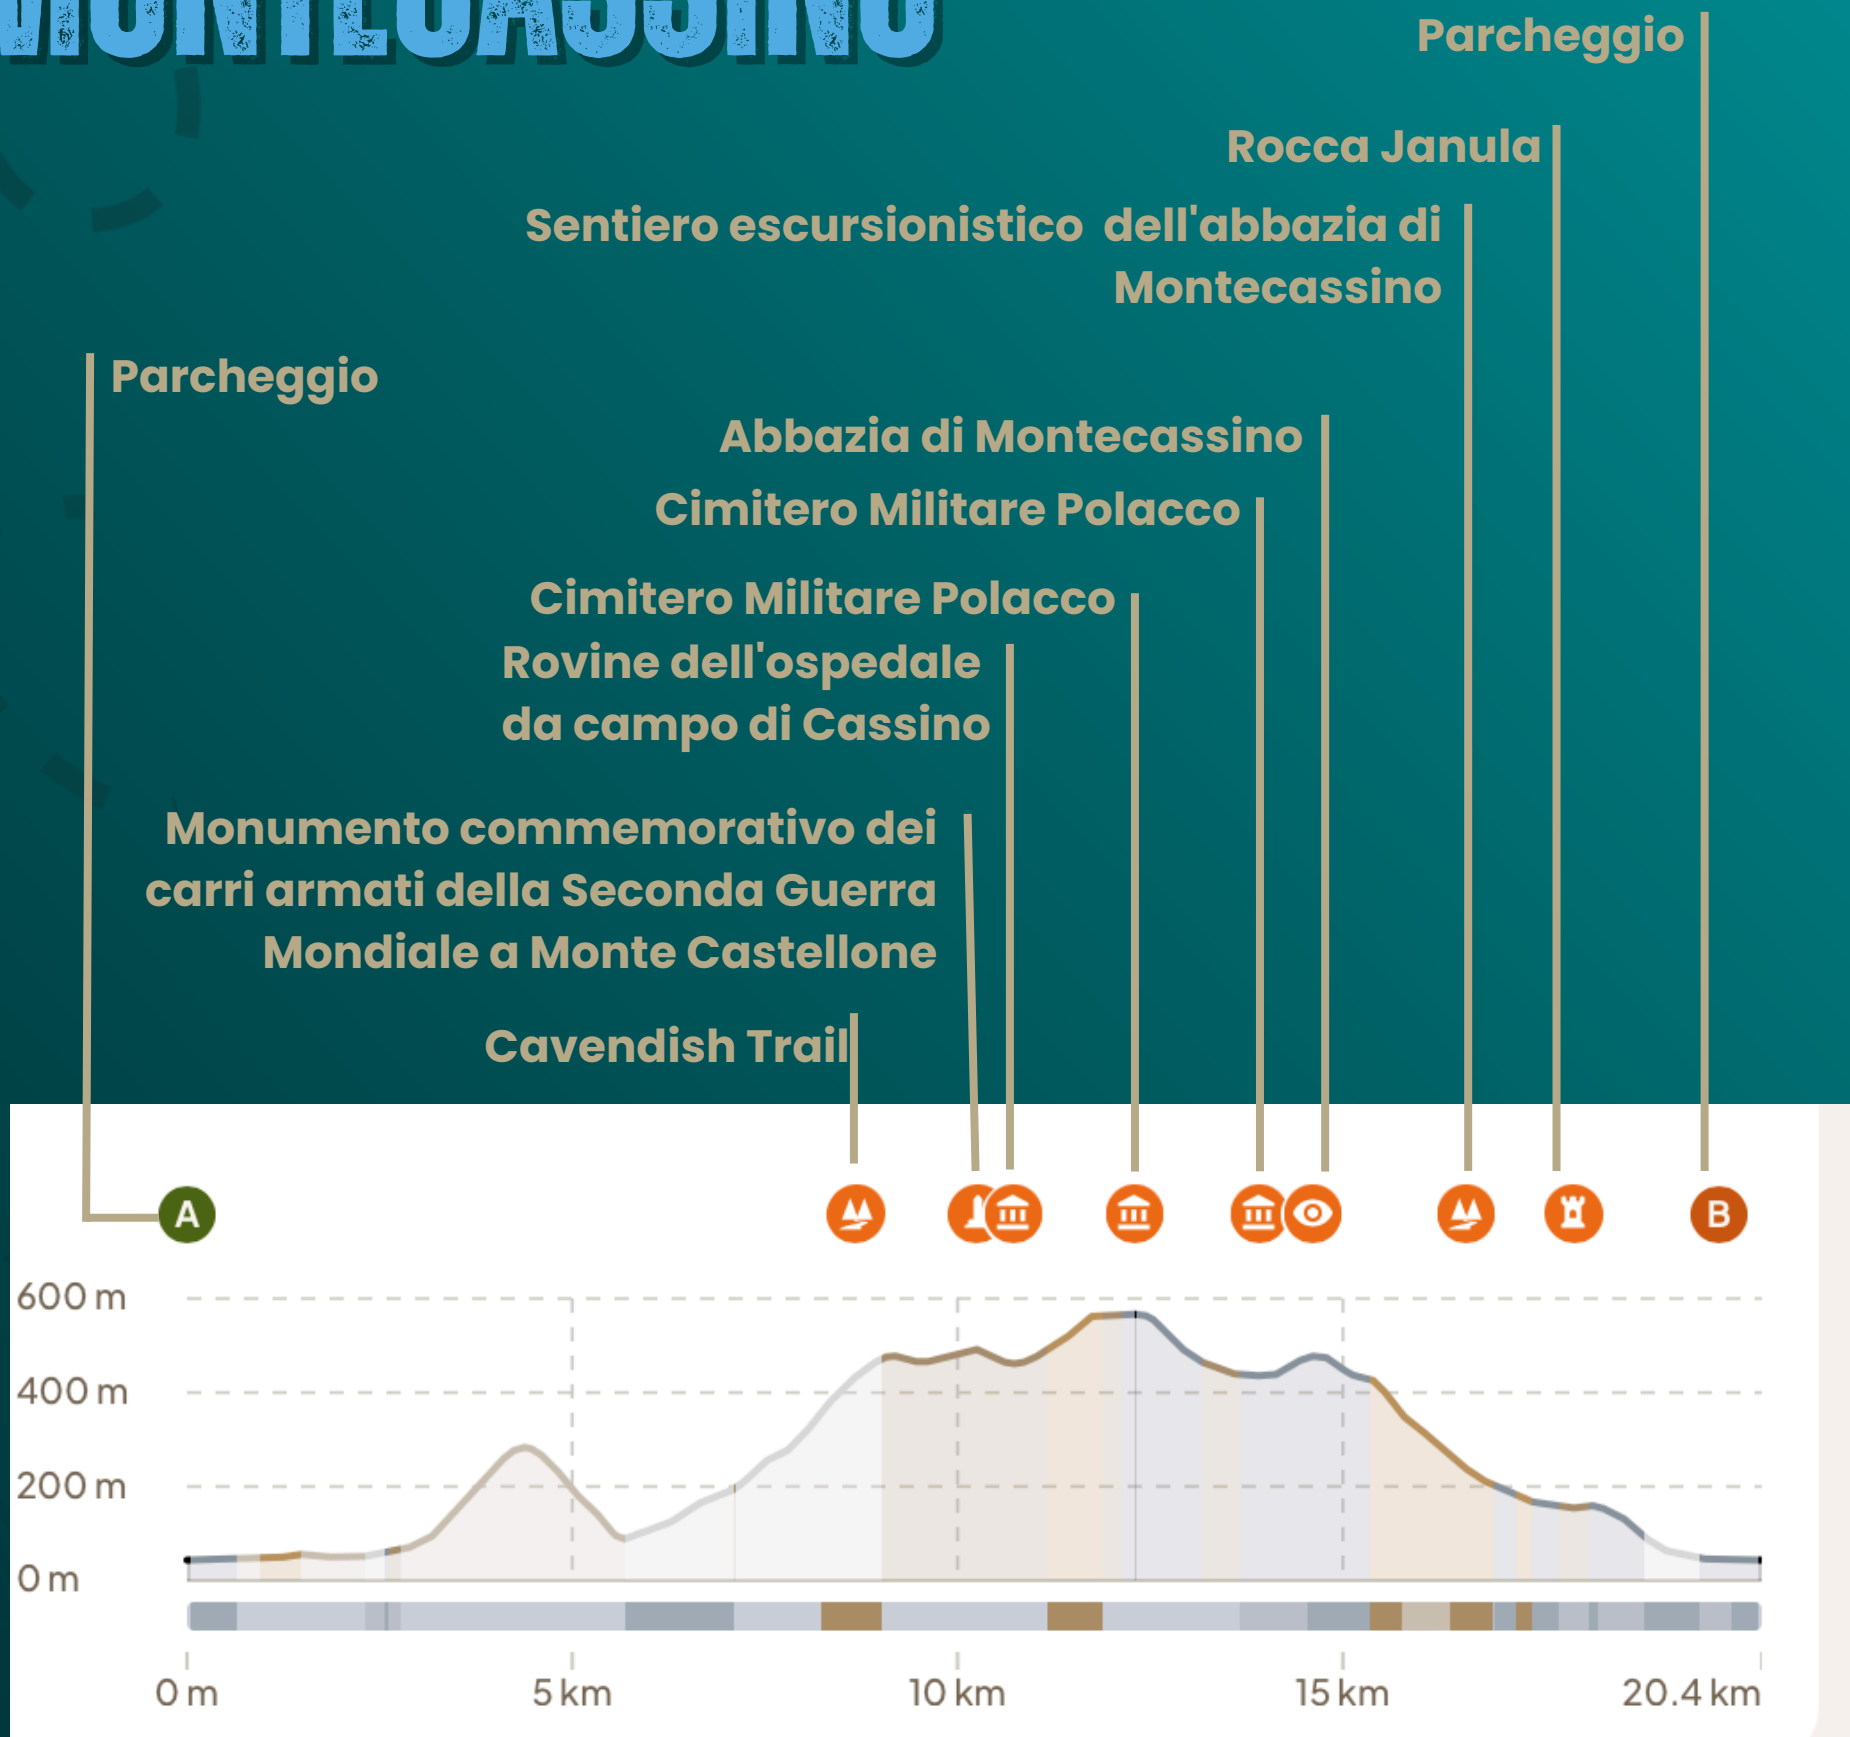 MONTECASSINO
Parcheggio
Rocca Janula
Sentiero escursionistico dell'abbazia di
Montecassino
Parcheggio
Abbazia di Montecassino
Cimitero Militare Polacco
Cimitero Militare Polacco
Rovine dell'ospedale
da campo di Cassino
Monumento commemorativo dei
carri armati della Seconda Guerra
Mondiale a Monte Castellone
Cavendish Trail
A
B
600 m
400 m
200 m
0 m
0 m 5 km 10 km 15 km 20.4 km